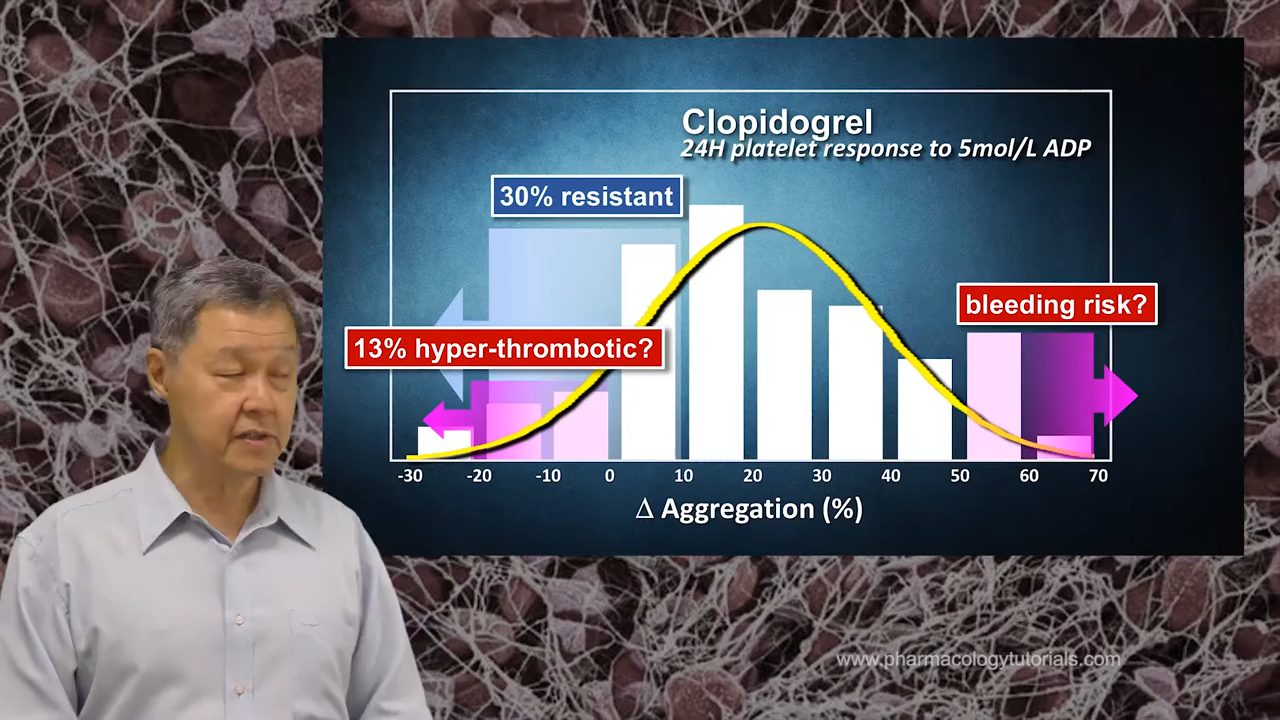 Clopidogrel
24H platelet response to 5mol/L ADP
30% resistant
bleeding risk?
13% hyper-thrombotic?
-30 -20 -10 0 10 20 30 40 50 60 70
Δ Aggregation (%)
www.pharmacologytutorials.com